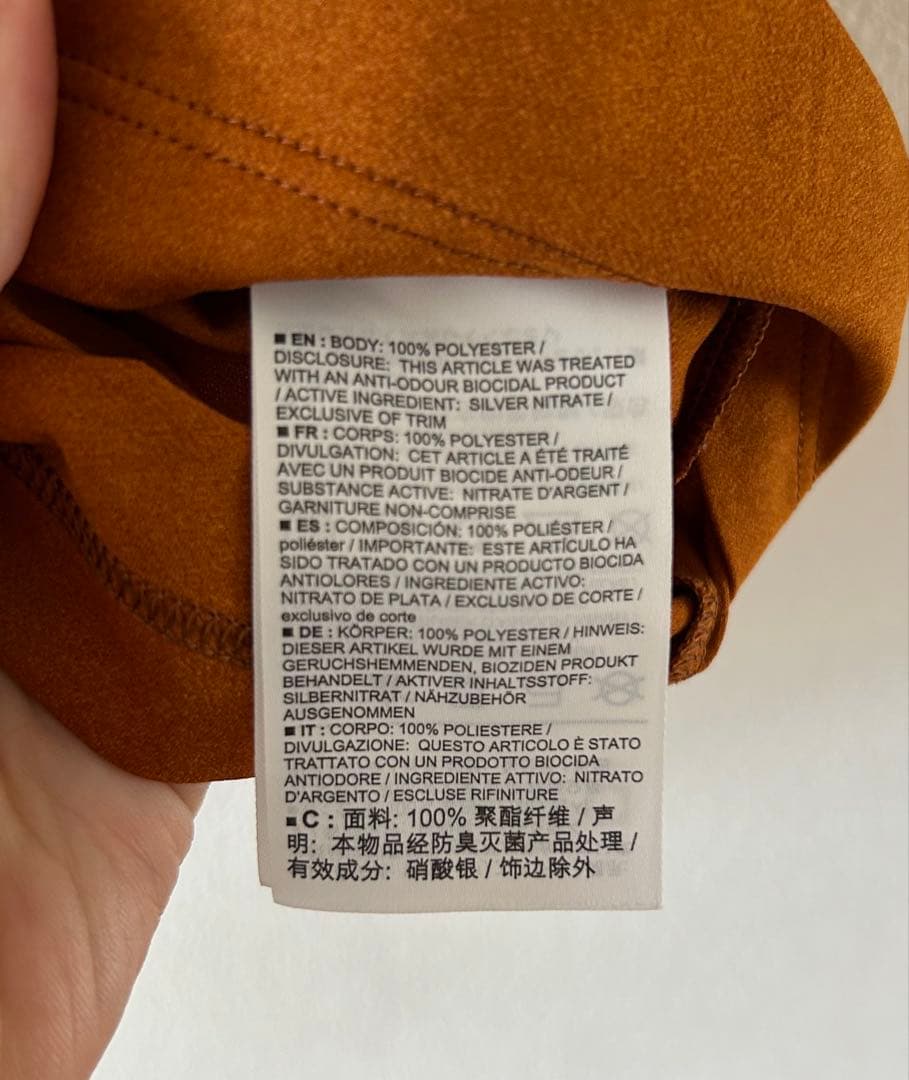 ■ EN : BODY: 100% POLYESTER /
DISCLOSURE: THIS ARTICLE WAS TREATED
WITH AN ANTI-ODOUR BIOCIDAL PRODUCT
/ ACTIVE INGREDIENT: SILVER NITRATE /
EXCLUSIVE OF TRIM
■ FR : CORPS: 100% POLYESTER /
DIVULGATION: CET ARTICLE A ÉTÉ TRAITÉ
AVEC UN PRODUIT BIOCIDE ANTI-ODEUR /
SUBSTANCE ACTIVE: NITRATE D'ARGENT /
GARNITURE NON-COMPRISE
■ ES : COMPOSICIÓN: 100% POLIÉSTER /
poliéster / IMPORTANTE: ESTE ARTÍCULO HA
SIDO TRATADO CON UN PRODUCTO BIOCIDA
ANTIOLORES / INGREDIENTE ACTIVO:
NITRATO DE PLATA / EXCLUSIVO DE CORTE /
exclusivo de corte
■ DE : KÖRPER: 100% POLYESTER / HINWEIS:
DIESER ARTIKEL WURDE MIT EINEM
GERUCHSHEMMENDEN, BIOZIDEN PRODUKT
BEHANDELT / AKTIVER INHALTSSTOFF:
SILBERNITRAT / NÄHZUBEHÖR
AUSGENOMMEN
■ IT : CORPO: 100% POLIESTERE /
DIVULGAZIONE: QUESTO ARTICOLO È STATO
TRATTATO CON UN PRODOTTO BIOCIDA
ANTIODORE / INGREDIENTE ATTIVO: NITRATO
D'ARGENTO / ESCLUSE RIFINITURE
■ C : 面料: 100% 聚酯纤维 / 声
明: 本物品经防臭灭菌产品处理 /
有效成分: 硝酸银 / 饰边除外